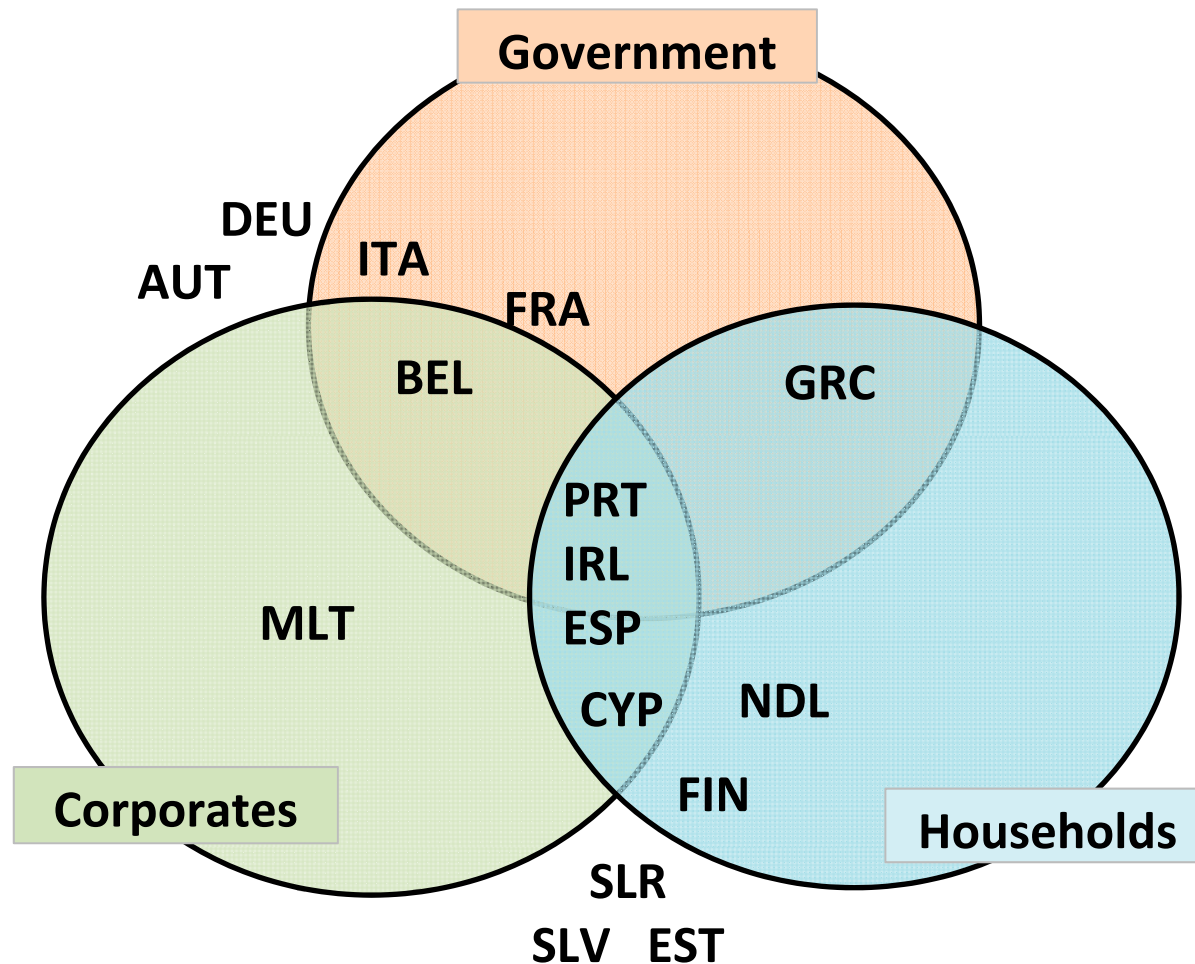 Government
DEU
ITA
AUT
FRA
BEL
GRC
PRT
IRL
ESP
MLT
CYP
NDL
FIN
Corporates
Households
SLR
SLV EST